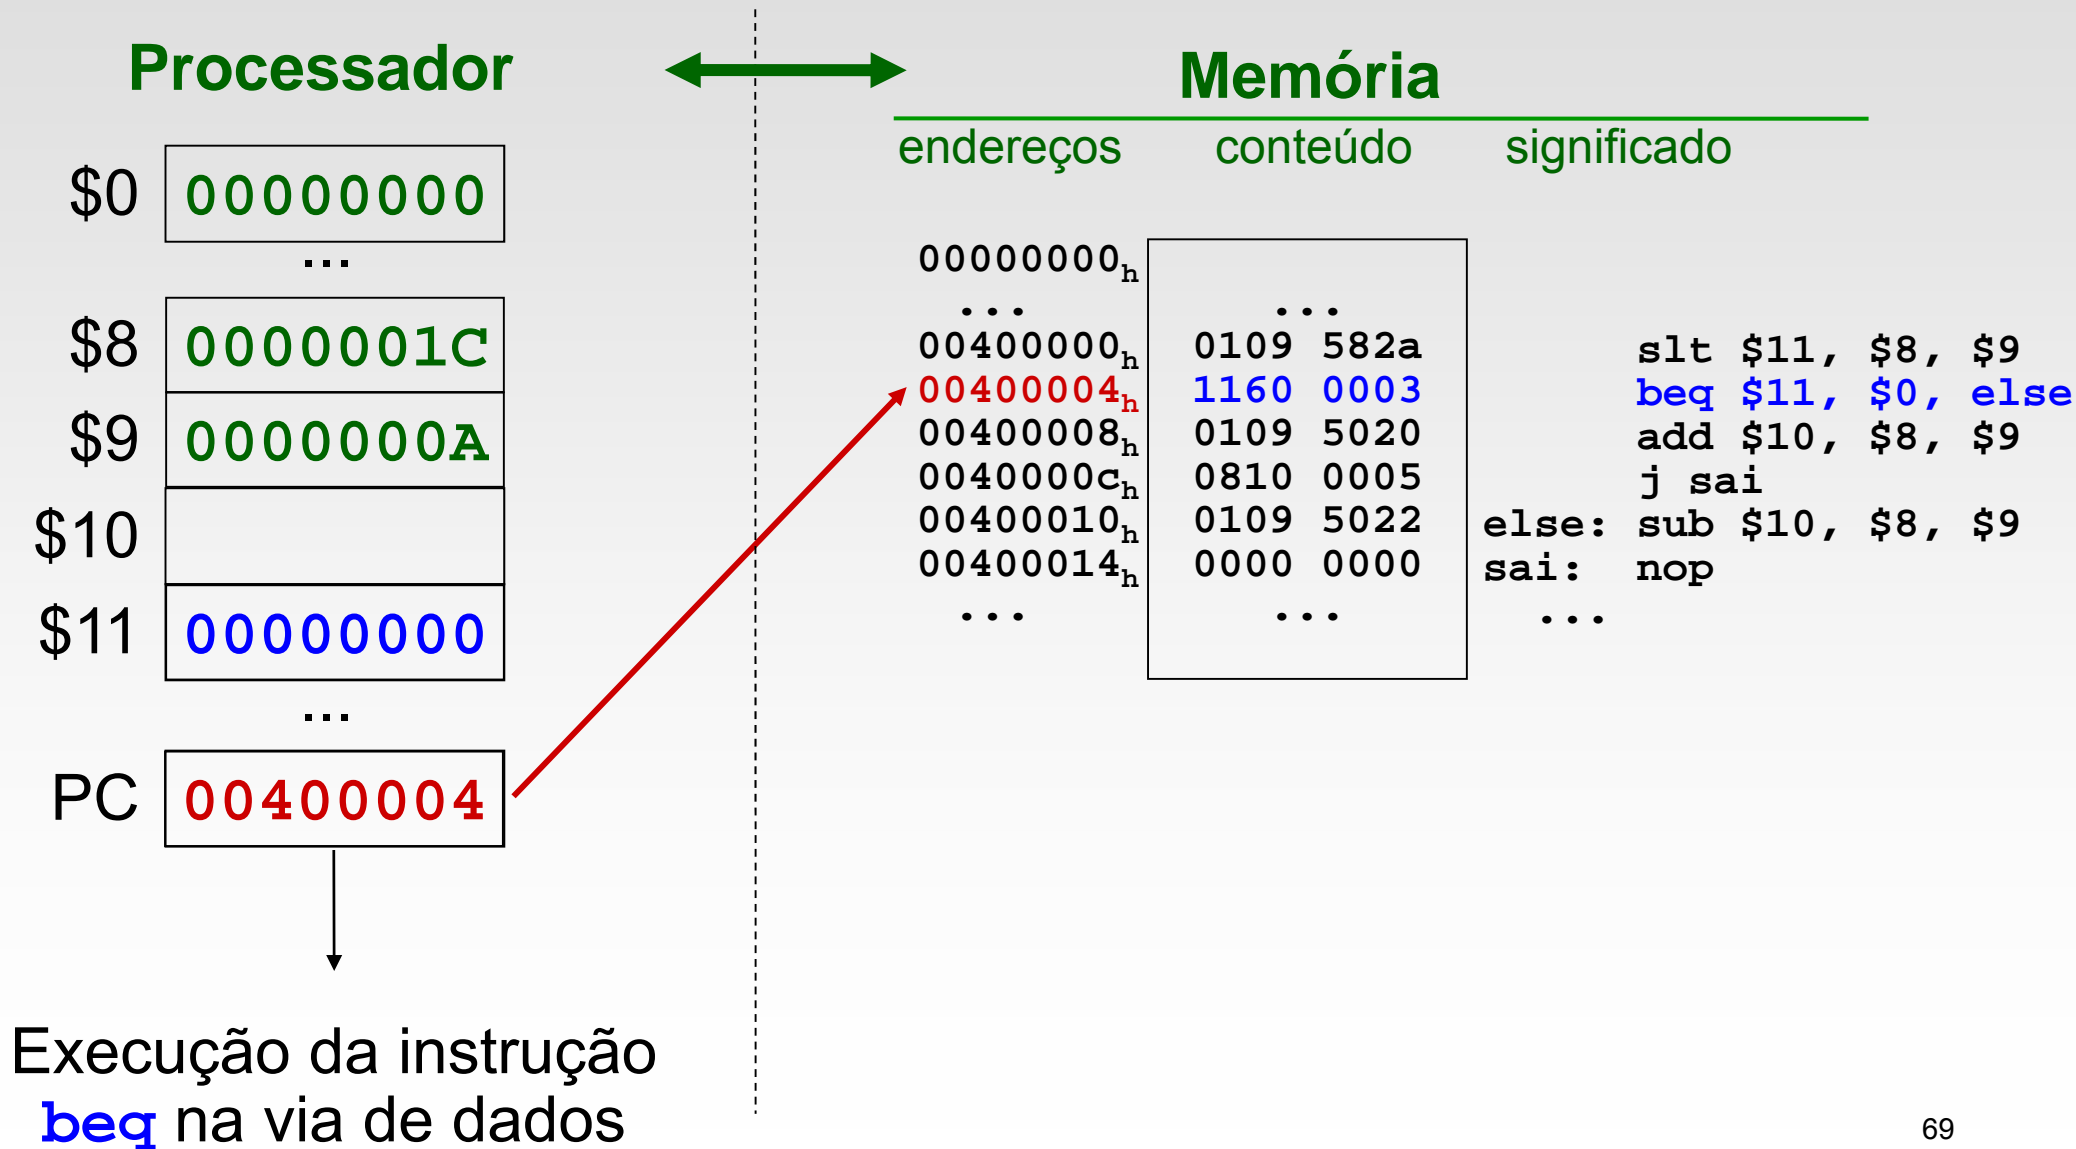 Processador
Memória
endereços conteúdo significado
$0 00000000
...
$8 0000001C
$9 0000000A
$10
$11 00000000
...
PC 00400004
00000000h
... ...
00400000h 0109 582a slt $11, $8, $9
00400004h 1160 0003 beq $11, $0, else
00400008h 0109 5020 add $10, $8, $9
0040000ch 0810 0005 j sai
00400010h 0109 5022 else: sub $10, $8, $9
00400014h 0000 0000 sai: nop
... ... ...
Execução da instrução
beq na via de dados
69